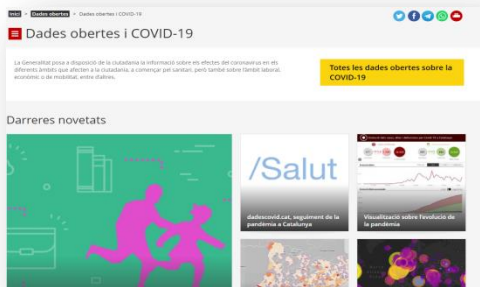 Inici > Dades obertes > Dades obertes i COVID-19
Dades obertes i COVID-19
La Generalitat posa a disposició de la ciutadania la informació sobre els efectes del coronavirus en els
diferents àmbits que afecten a la ciutadania, a començar pel sanitari, però també sobre l'àmbit laboral,
econòmic o de mobilitat, entre d'altres.
Totes les dades obertes sobre la
COVID-19
Darreres novetats
/Salut
dadescovid.cat, seguiment de la
pandèmia a Catalunya
Visualització sobre l'evolució de
la pandèmia